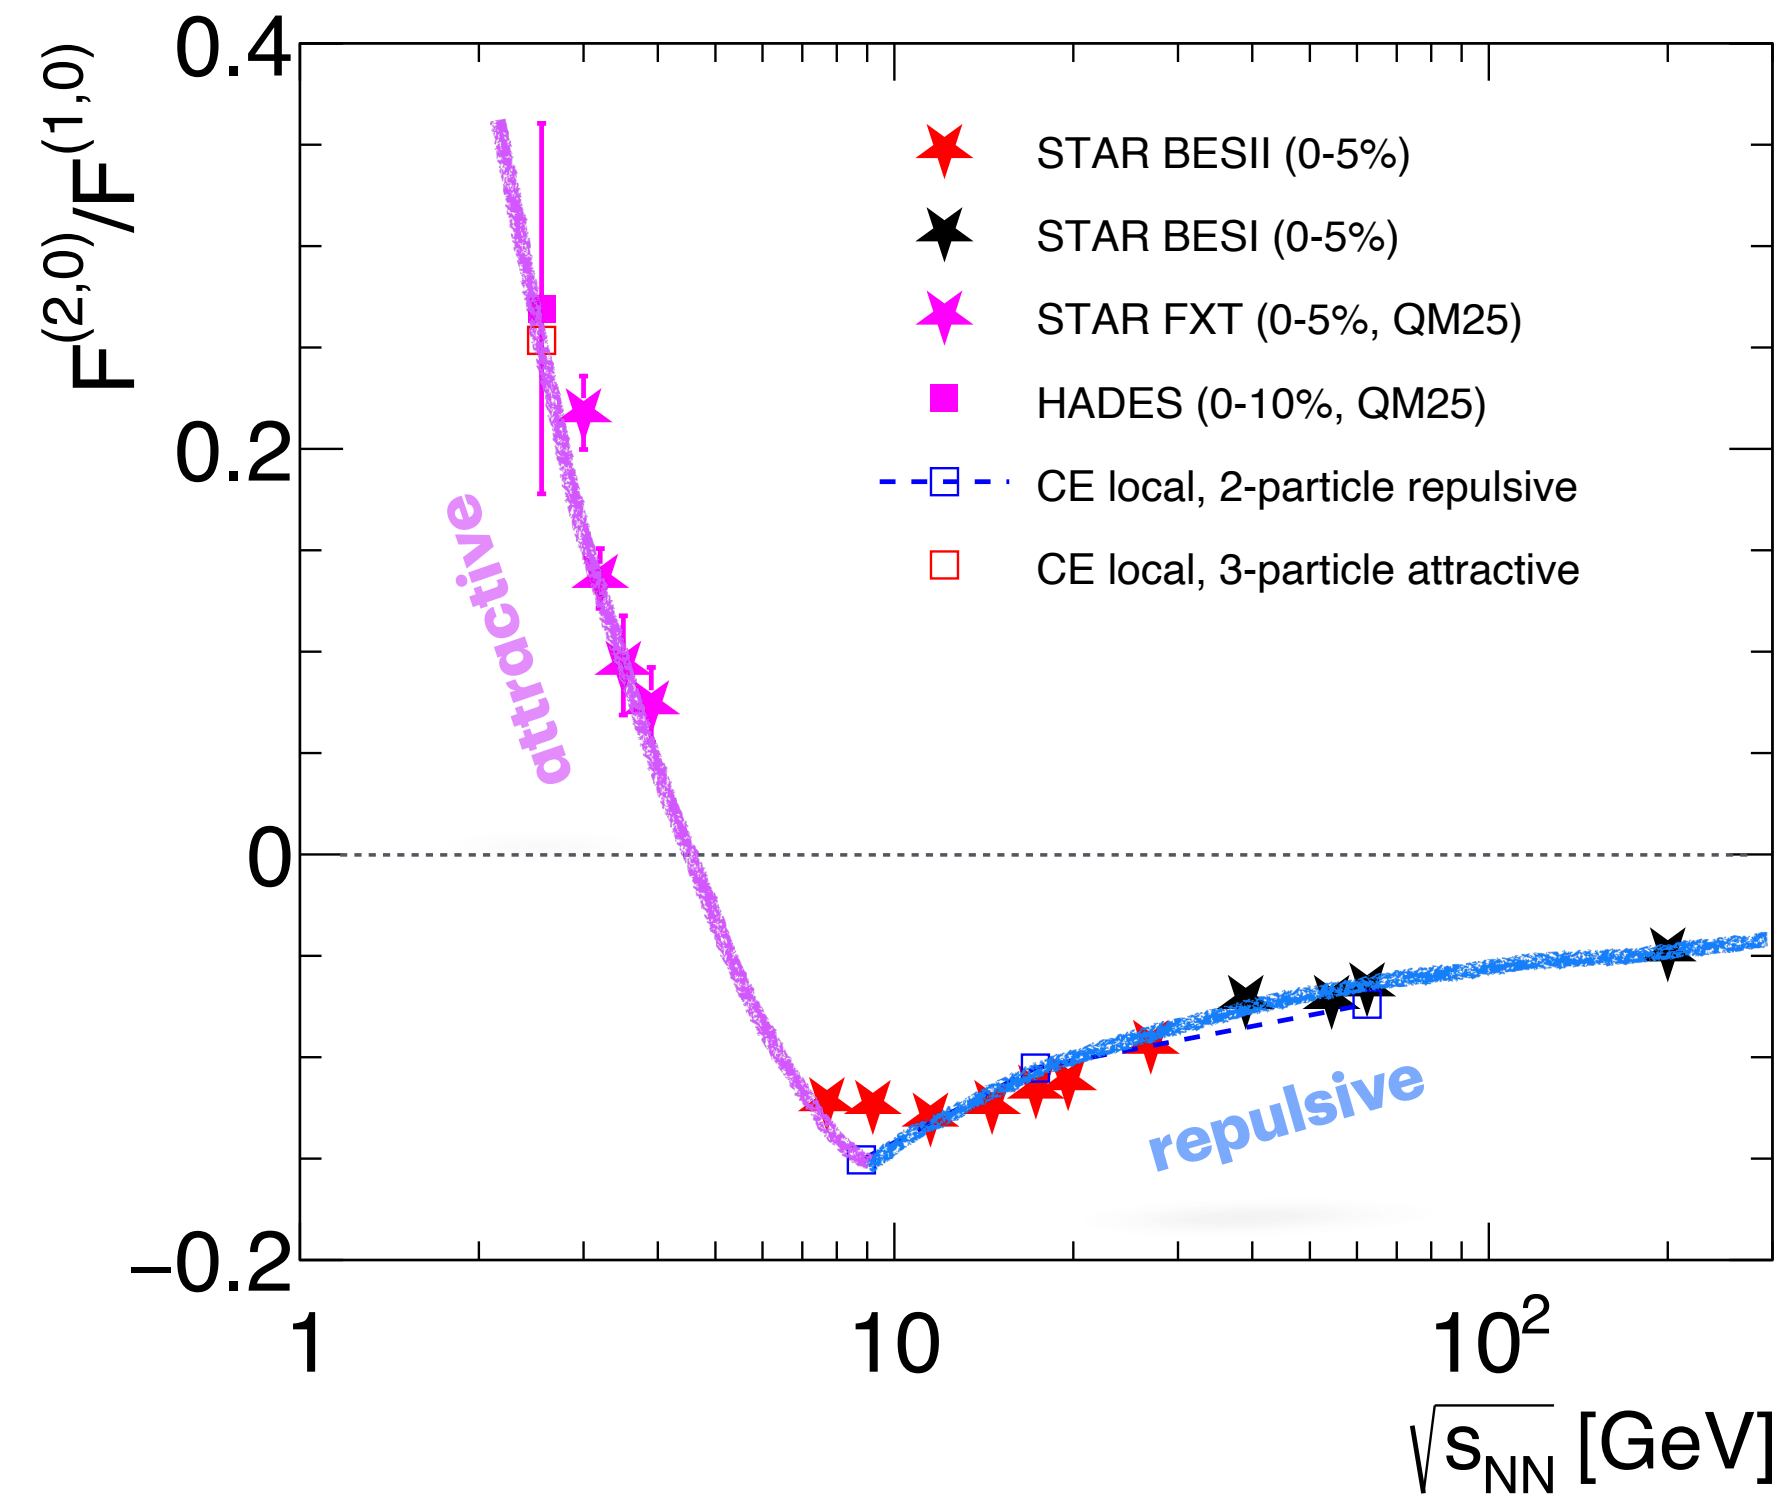 F(2,0)/F(1,0)
0.4
0.2
0
−0.2
1
10
10²
√sNN [GeV]
STAR BESII (0-5%)
STAR BESI (0-5%)
STAR FXT (0-5%, QM25)
HADES (0-10%, QM25)
CE local, 2-particle repulsive
CE local, 3-particle attractive
attractive
repulsive